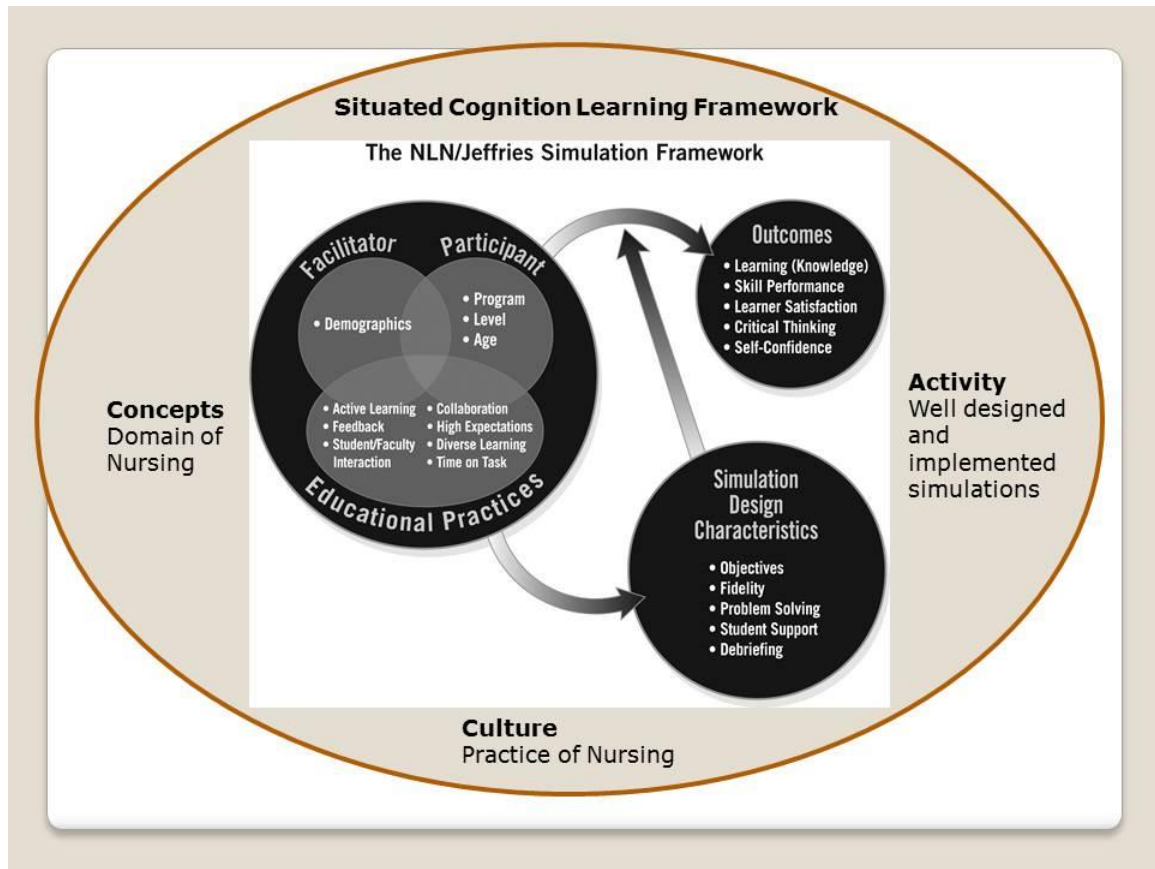 Situated Cognition Learning Framework
The NLN/Jeffries Simulation Framework
Facilitator
Participant
• Demographics
• Program
• Level
• Age
• Active Learning
• Feedback
• Student/Faculty
Interaction
• Collaboration
• High Expectations
• Diverse Learning
• Time on Task
Educational Practices
Outcomes
• Learning (Knowledge)
• Skill Performance
• Learner Satisfaction
• Critical Thinking
• Self-Confidence
Simulation
Design
Characteristics
• Objectives
• Fidelity
• Problem Solving
• Student Support
• Debriefing
Concepts
Domain of
Nursing
Activity
Well designed
and
implemented
simulations
Culture
Practice of Nursing